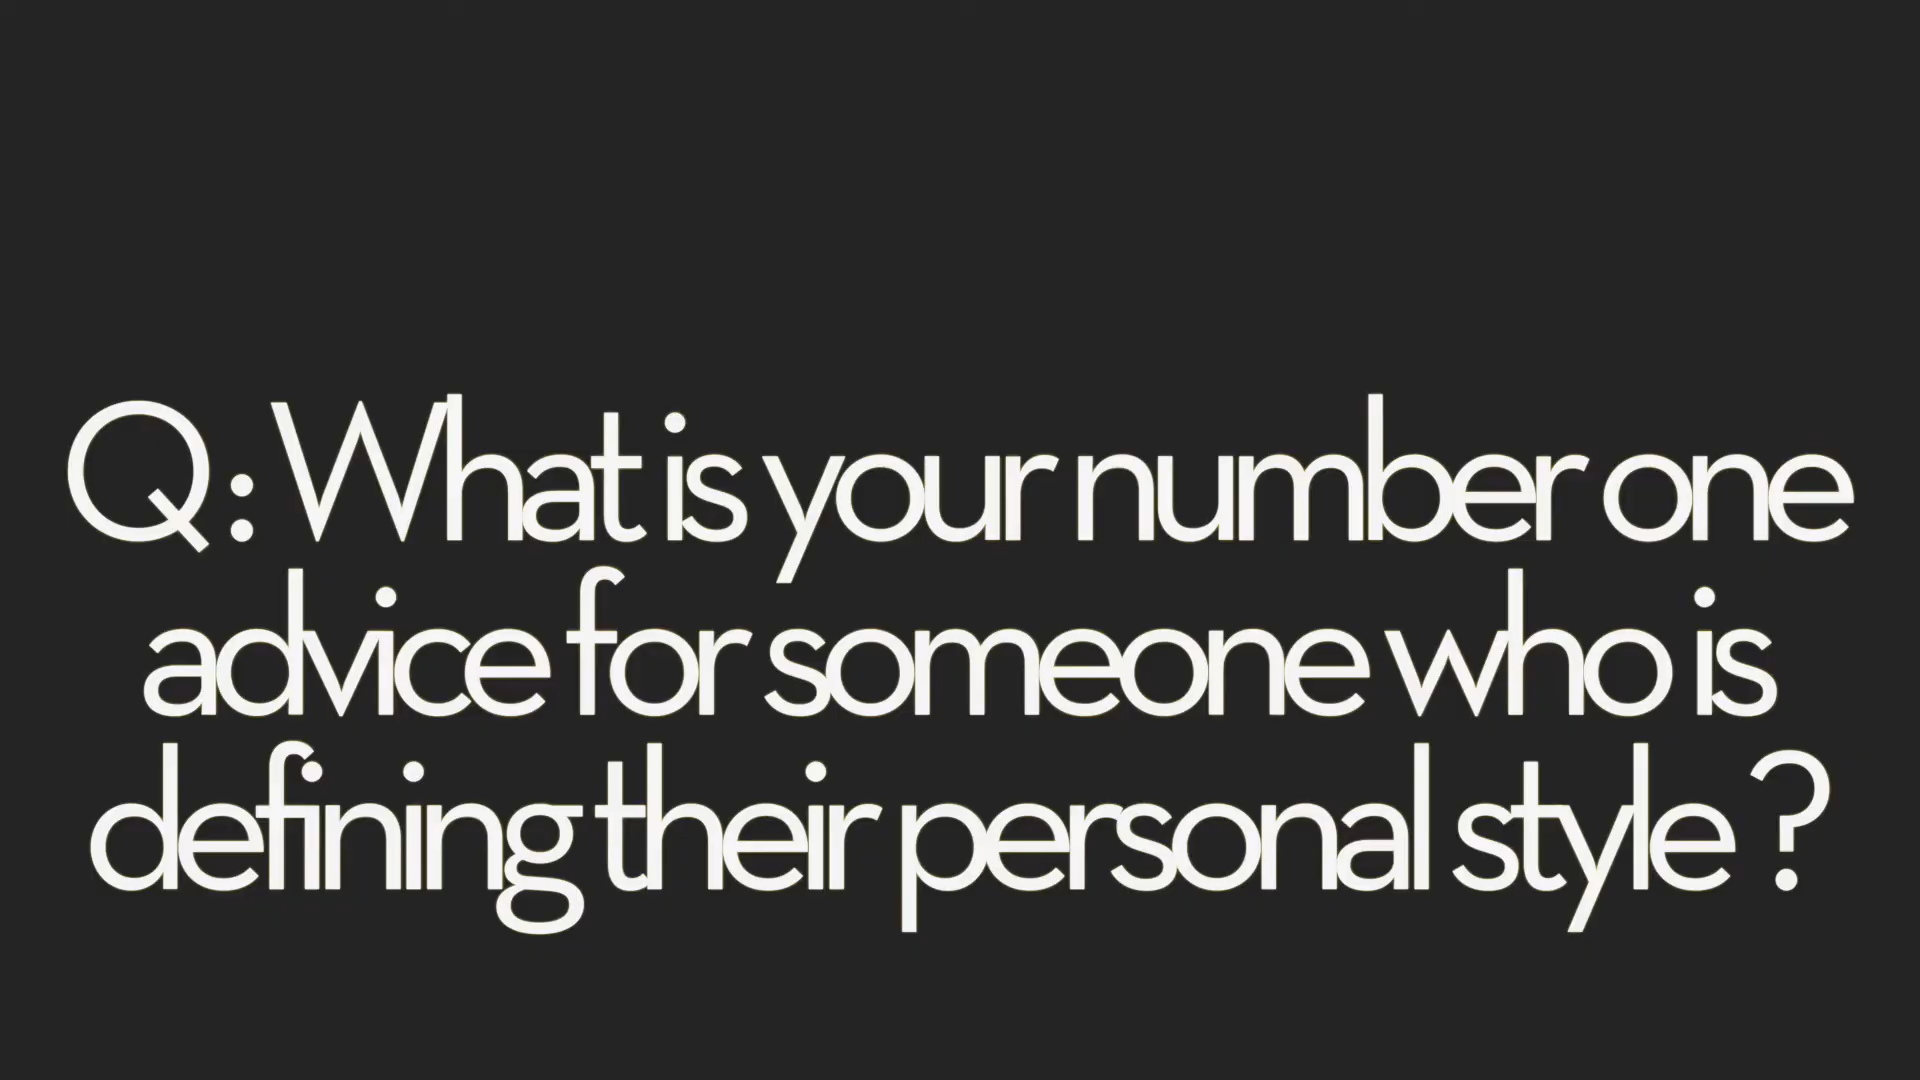 Q: What is your number one
advice for someone who is
defining their personal style ?